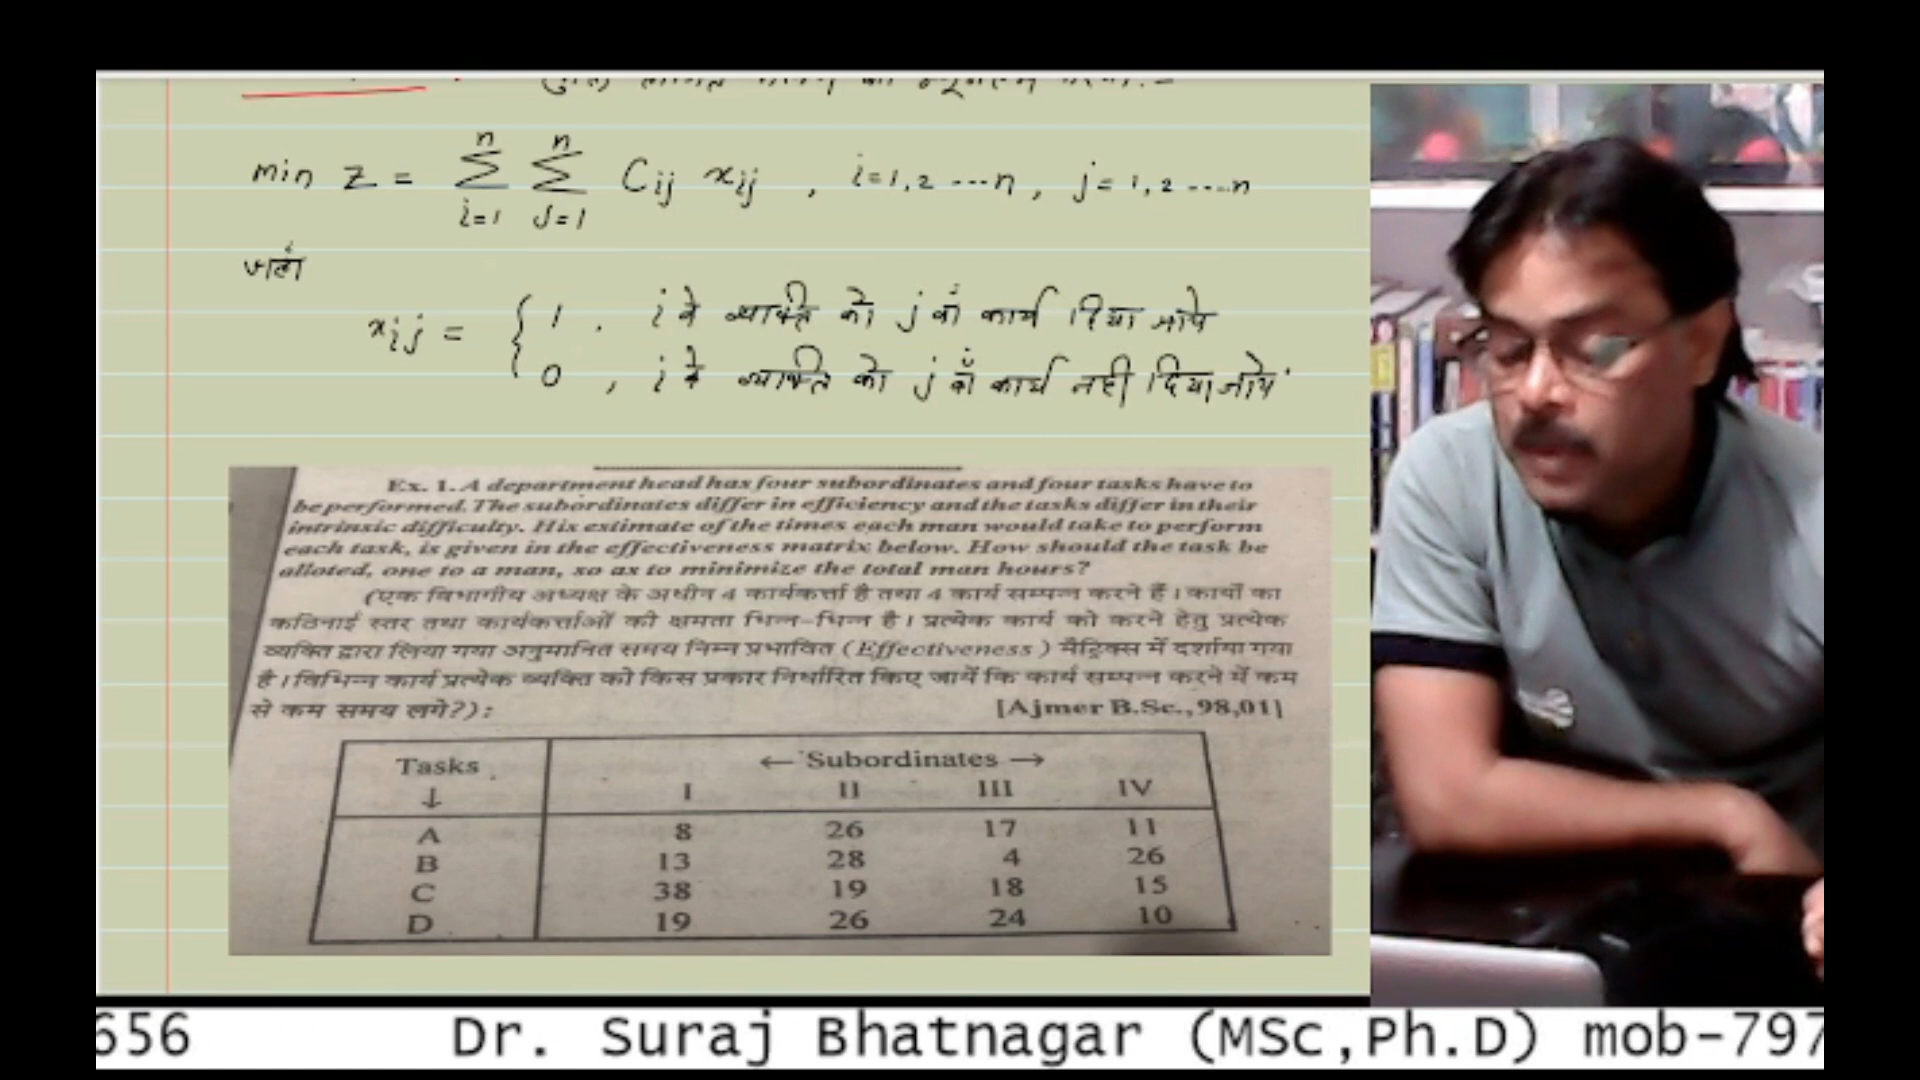 min Z = n∑i=1 n∑j=1 Cij xij , i=1,2 ---n, j= 1,2 ----n
जहां
xij = { 1 . i वे व्यक्ति को j वाँ कार्य दिया जाये
0 , i वे व्यक्ति को j वाँ कार्य नही दिया जाये
Ex. 1. A department head has four subordinates and four tasks have to
be performed. The subordinates differ in efficiency and the tasks differ in their
intrinsic difficulty. His estimate of the times each man would take to perform
each task, is given in the effectiveness matrix below. How should the task be
alloted, one to a man, so as to minimize the total man hours?
(एक विभागीय अध्यक्ष के अधीन 4 कार्यकर्त्ता है तथा 4 कार्य सम्पन्न करने हैं । कार्यो का
कठिनाई स्तर तथा कार्यकर्त्ताओं की क्षमता भिन्न-भिन्न है । प्रत्येक कार्य को करने हेतु प्रत्येक
व्यक्ति द्वारा लिया गया अनुमानित समय निम्न प्रभावित (Effectiveness) मैट्रिक्स में दर्शाया गया
है । विभिन्न कार्य प्रत्येक व्यक्ति को किस प्रकार निर्धारित किए जायें कि कार्य सम्पन्न करने में कम
से कम समय लगे?) : [Ajmer B.Sc., 98,01]
Tasks ↓ ← Subordinates →
I II III IV
A 8 26 17 11
B 13 28 4 26
C 38 19 18 15
D 19 26 24 10
656 Dr. Suraj Bhatnagar (MSc,Ph.D) mob-797